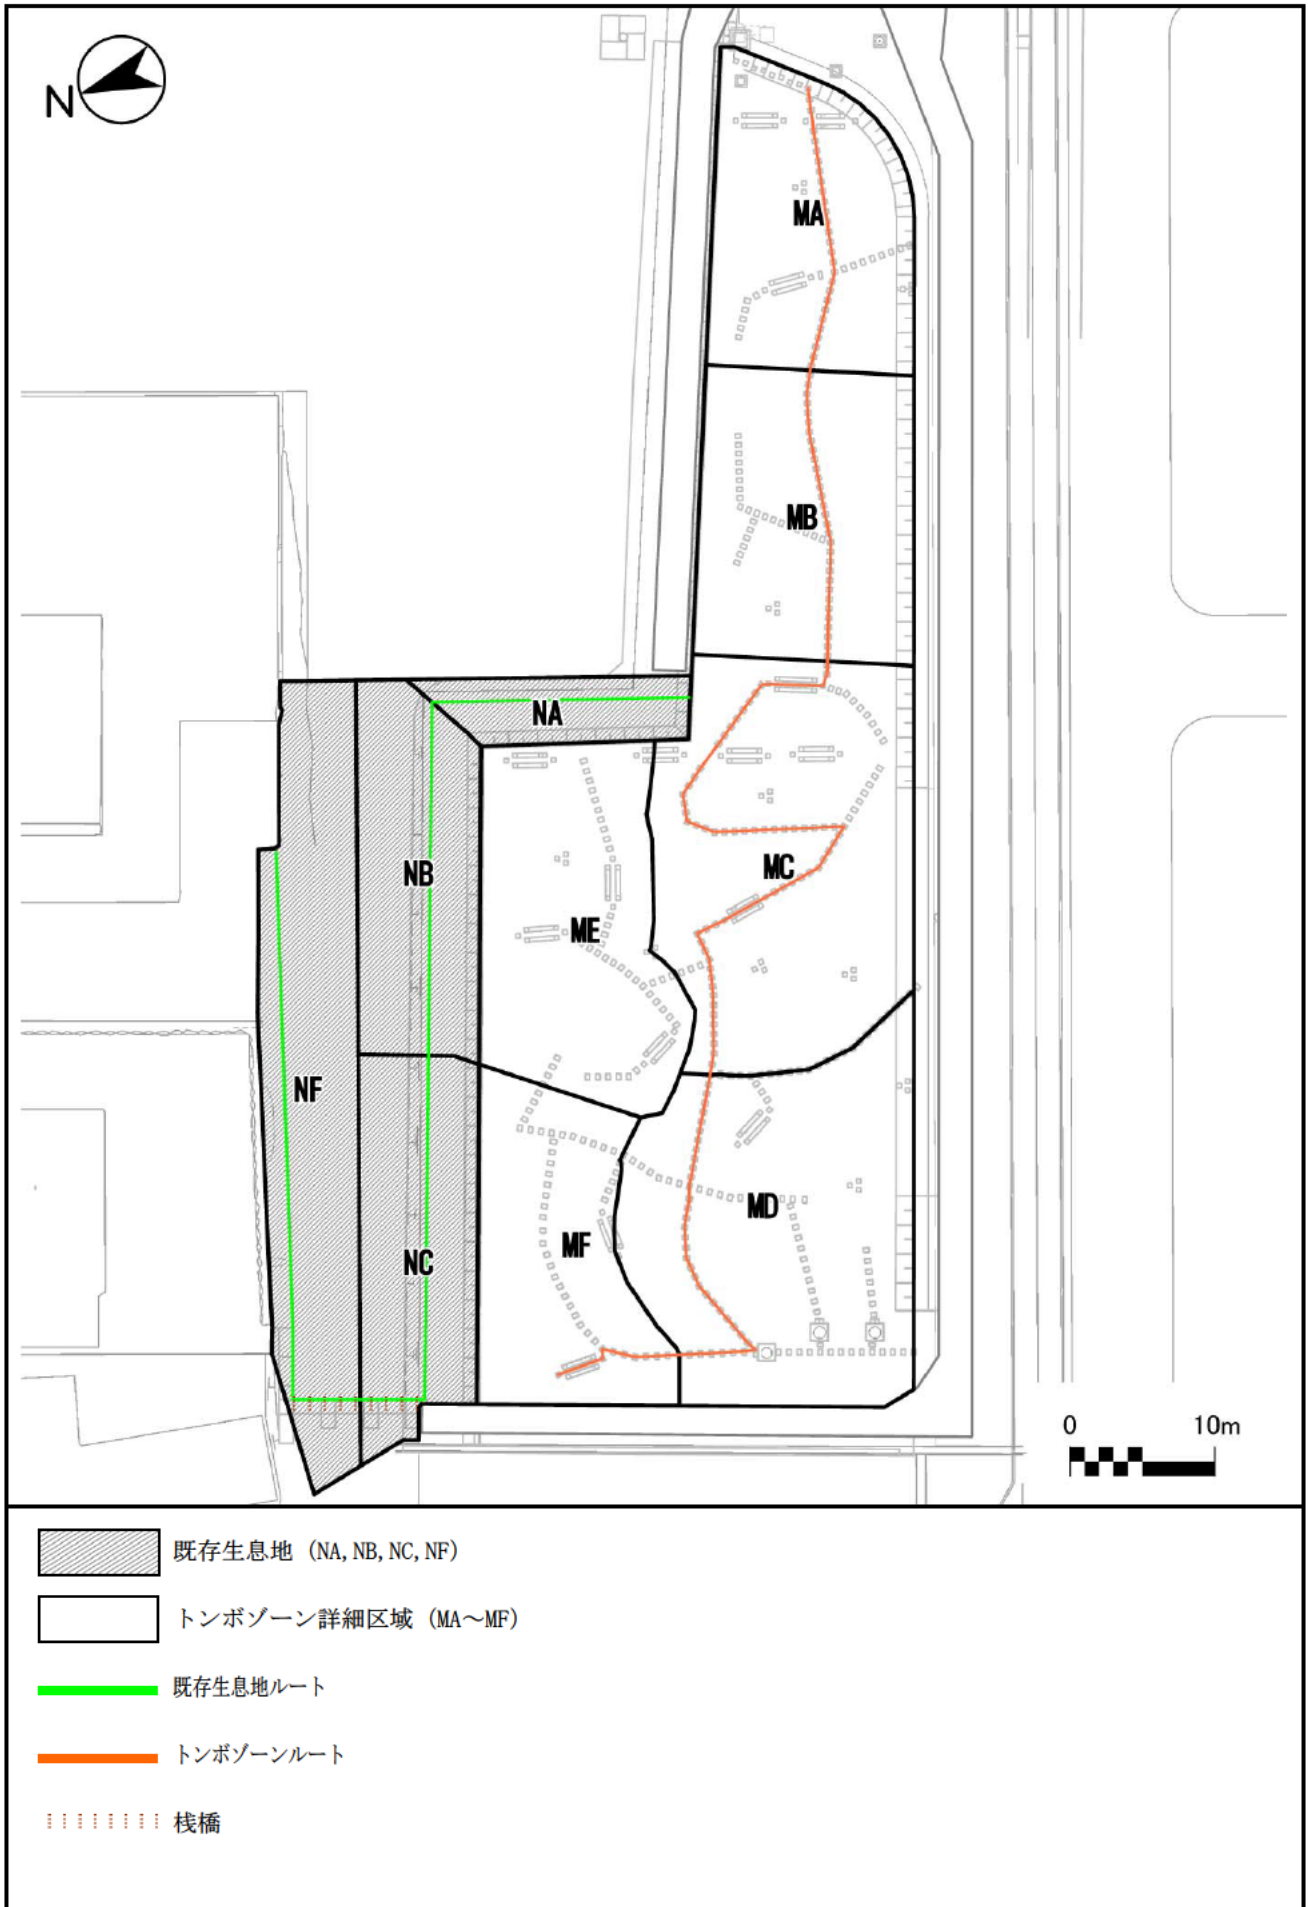 N
MA
MB
NA
MC
NB
ME
NF
MD
MF
NC
0 10m
既存生息地 (NA, NB, NC, NF)
トンボゾーン詳細区域 (MA～MF)
既存生息地ルート
トンボゾーンルート
桟橋